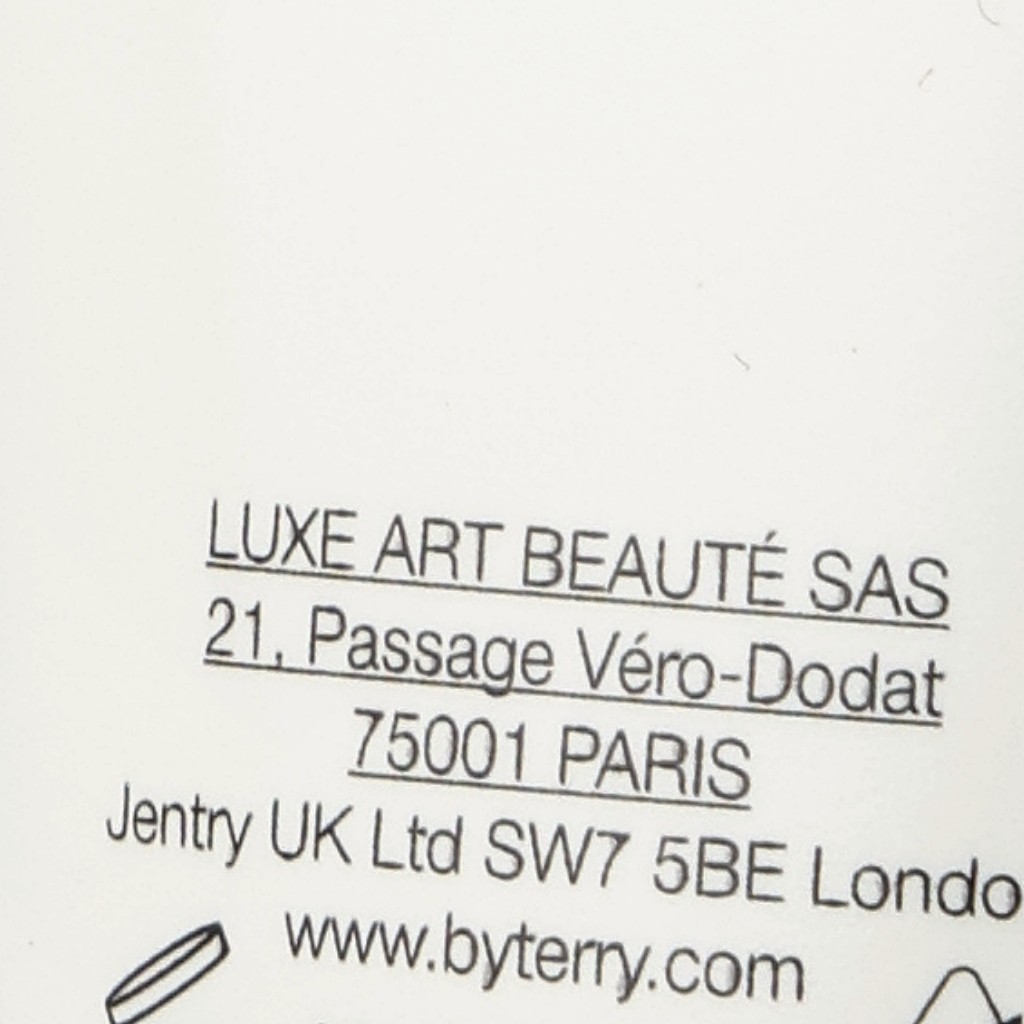 LUXE ART BEAUTÉ SAS
21, Passage Véro-Dodat
75001 PARIS
Jentry UK Ltd SW7 5BE Londo
www.byterry.com